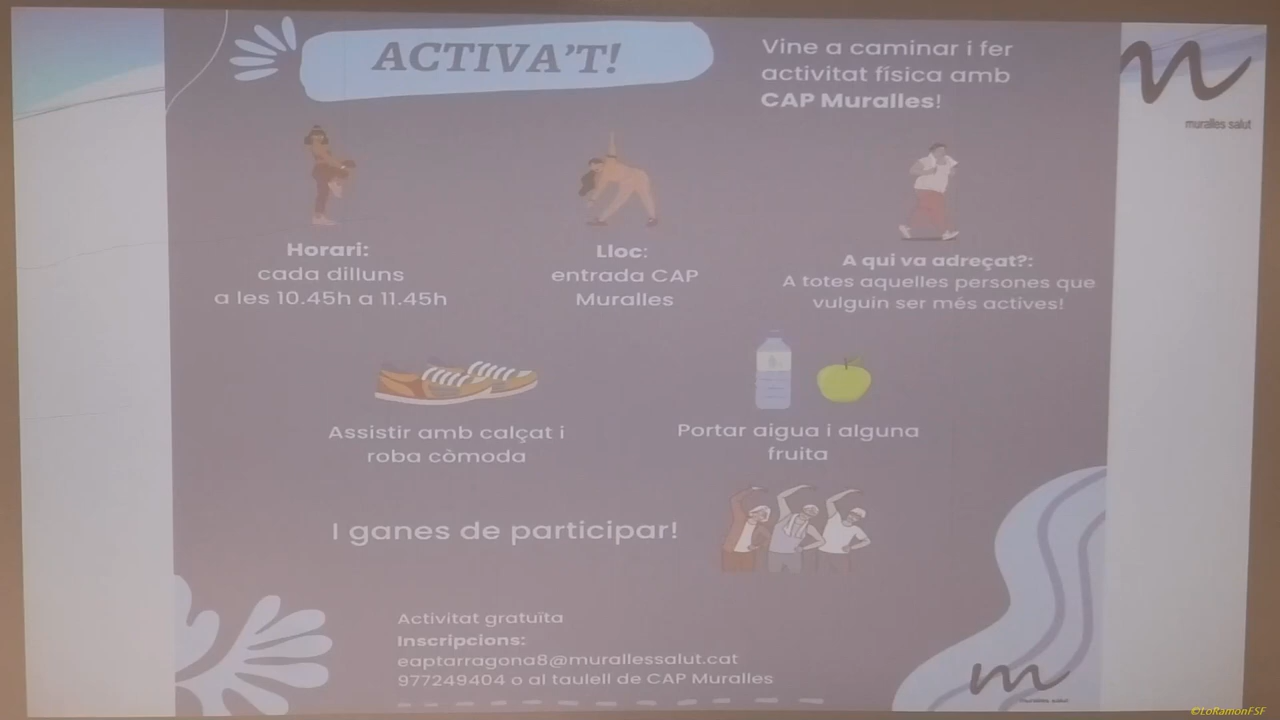 ACTIVA'T!
Vine a caminar i fer
activitat física amb
CAP Muralles!
muralles salut
Horari:
cada dilluns
a les 10.45h a 11.45h
Lloc:
entrada CAP
Muralles
A qui va adreçat?:
A totes aquelles persones que
vulguin ser més actives!
Assistir amb calçat i
roba còmoda
Portar aigua i alguna
fruita
I ganes de participar!
Activitat gratuïta
Inscripcions:
eaptarragona8@murallessalut.cat
977249404 o al taulell de CAP Muralles
muralles salut
©LoRamonFSF